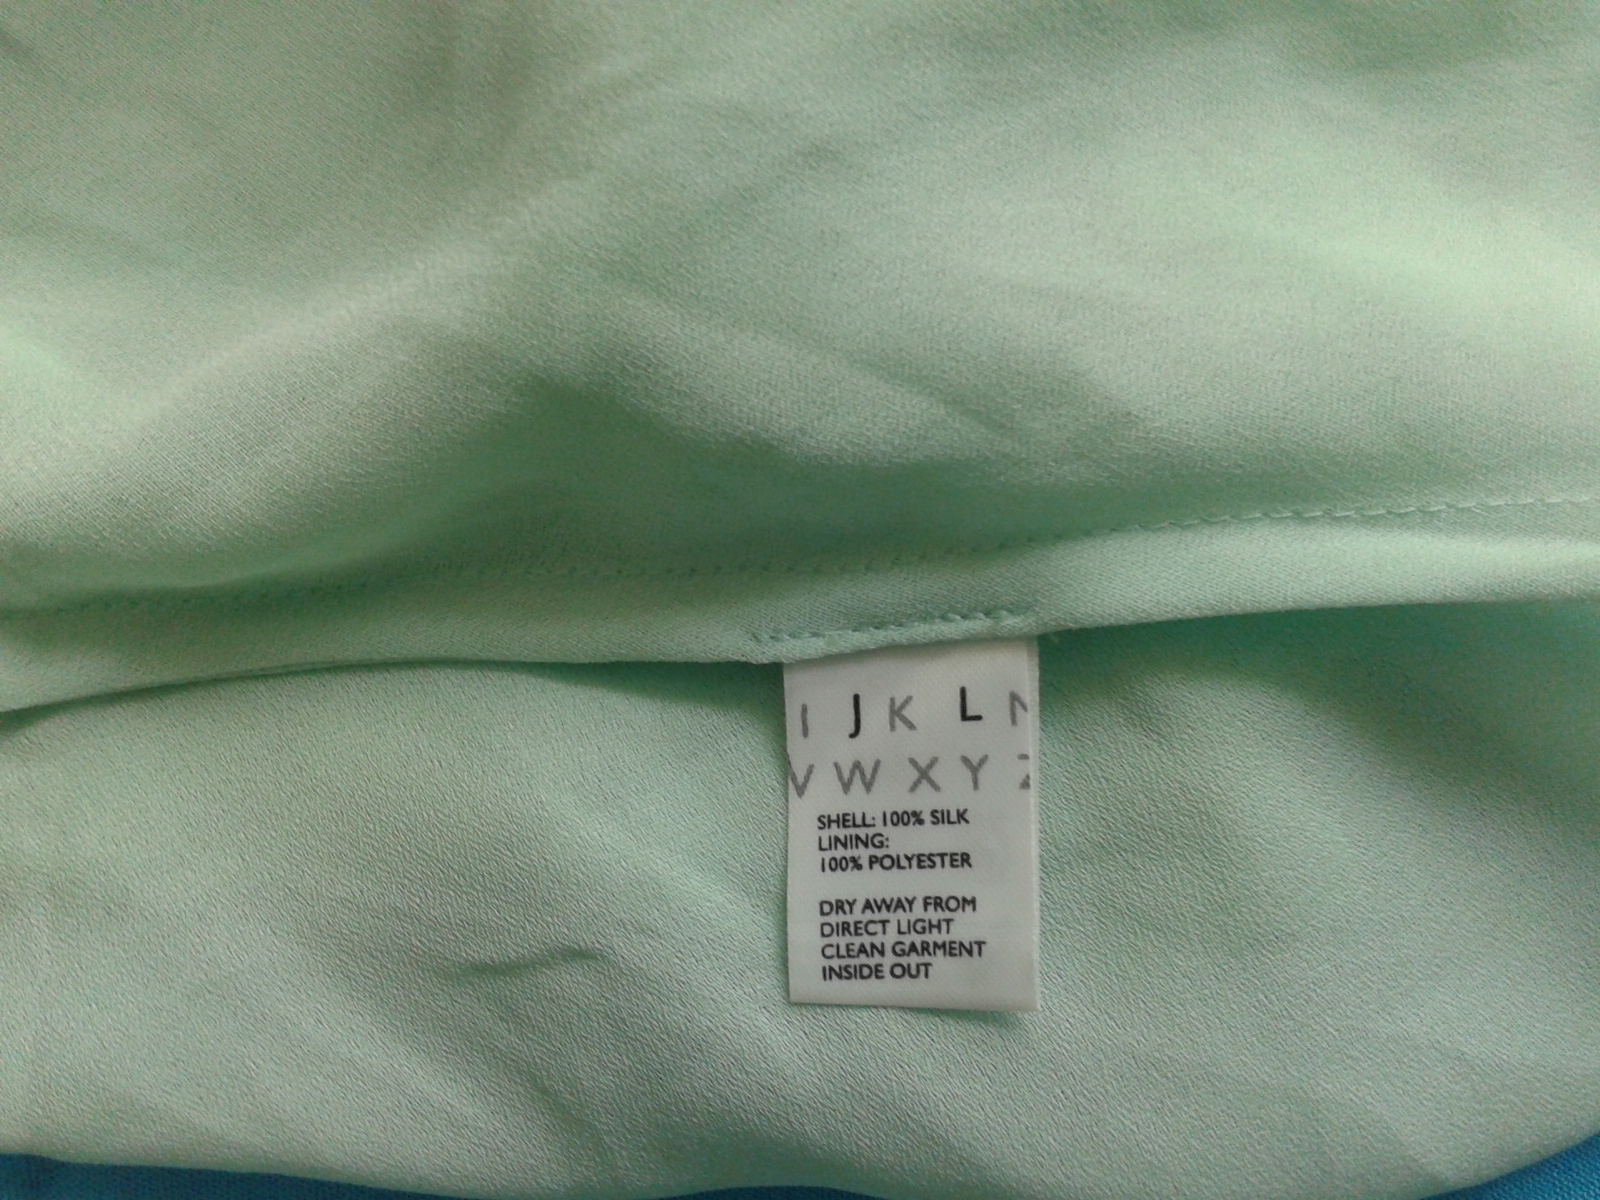 I J K L N
V W X Y Z
SHELL: 100% SILK
LINING:
100% POLYESTER
DRY AWAY FROM
DIRECT LIGHT
CLEAN GARMENT
INSIDE OUT